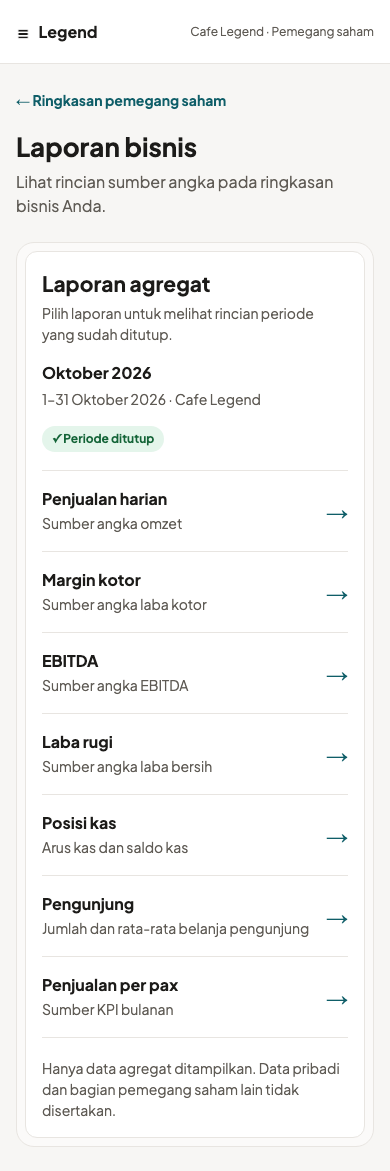 ≡ Legend
Cafe Legend · Pemegang saham
← Ringkasan pemegang saham
Laporan bisnis
Lihat rincian sumber angka pada ringkasan
bisnis Anda.
Laporan agregat
Pilih laporan untuk melihat rincian periode
yang sudah ditutup.
Oktober 2026
1–31 Oktober 2026 · Cafe Legend
✓Periode ditutup
Penjualan harian
Sumber angka omzet
→
Margin kotor
Sumber angka laba kotor
→
EBITDA
Sumber angka EBITDA
→
Laba rugi
Sumber angka laba bersih
→
Posisi kas
Arus kas dan saldo kas
→
Pengunjung
Jumlah dan rata-rata belanja pengunjung
→
Penjualan per pax
Sumber KPI bulanan
→
Hanya data agregat ditampilkan. Data pribadi
dan bagian pemegang saham lain tidak
disertakan.